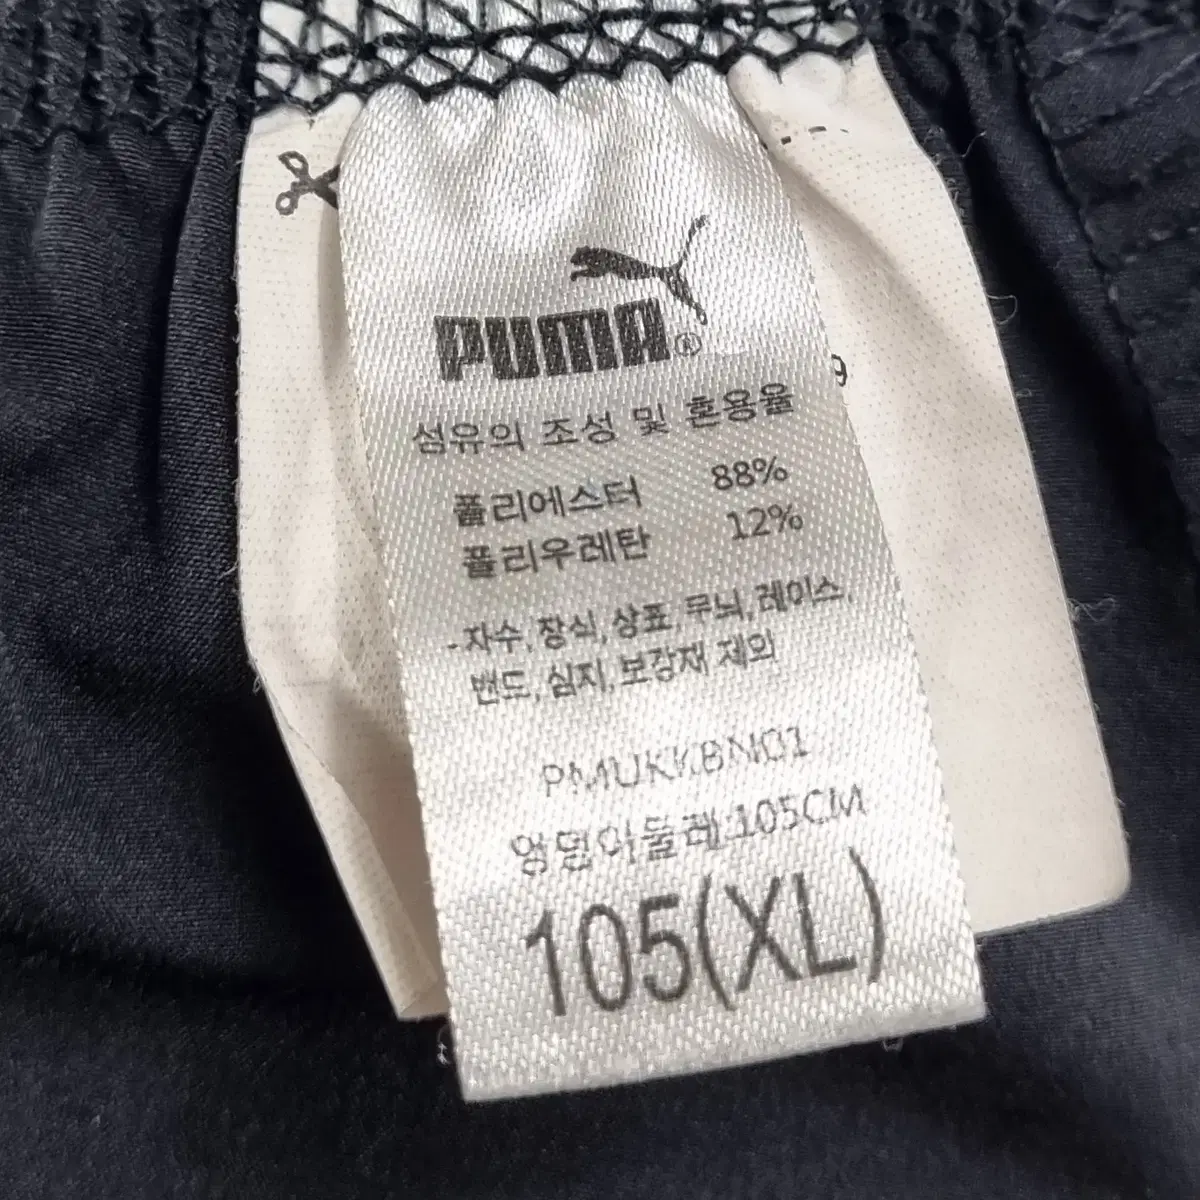 PUMA®
섬유의 조성 및 혼용율
폴리에스터 88%
폴리우레탄 12%
-자수,장식,상표,무늬,레이스,
밴드,심지,보강재 제외
PMUKKBN01
엉덩이둘레:105CM
105(XL)
9